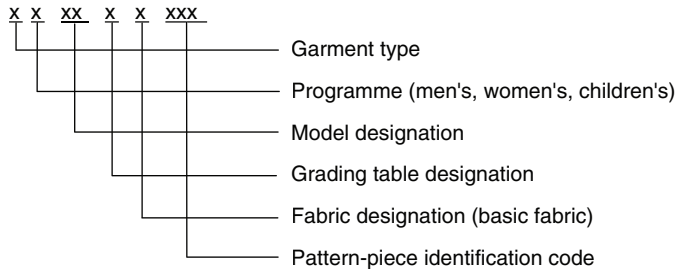 x x xx x x xxx
Garment type
Programme (men's, women's, children's)
Model designation
Grading table designation
Fabric designation (basic fabric)
Pattern-piece identification code